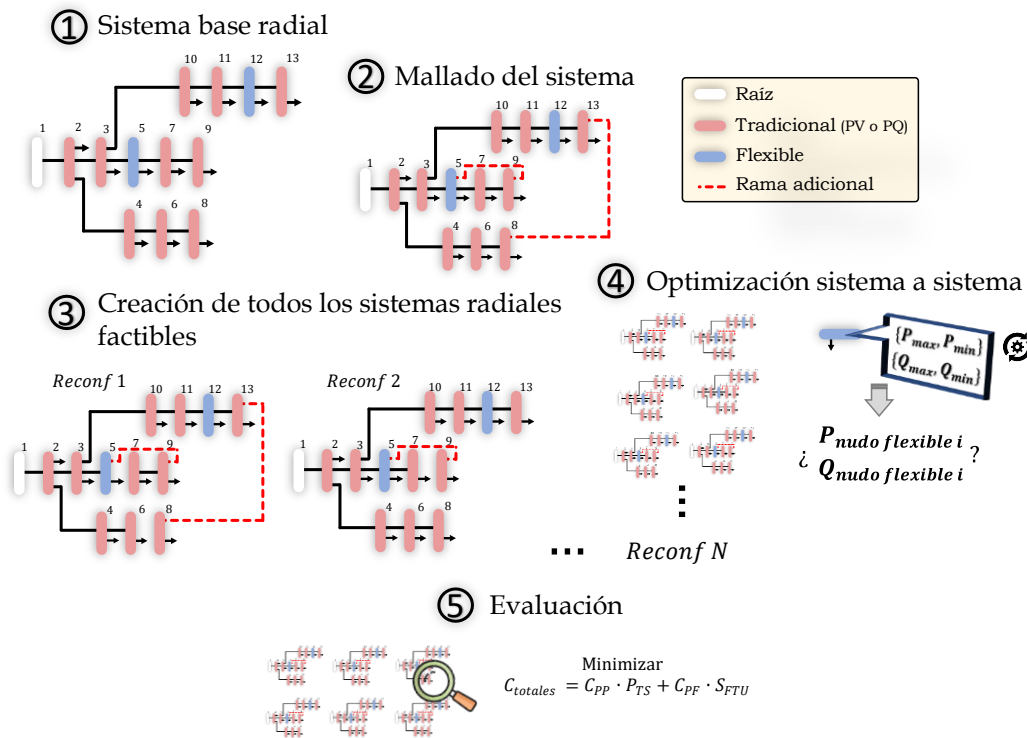 ① Sistema base radial
10 11 12 13
1 2 3 5 7 9
4 6 8
② Mallado del sistema
10 11 12 13
1 2 3 5 7 9
4 6 8
Raíz
Tradicional (PV o PQ)
Flexible
Rama adicional
③ Creación de todos los sistemas radiales
factibles
Reconf 1
10 11 12 13
1 2 3 5 7 9
4 6 8
Reconf 2
10 11 12 13
1 2 3 5 7 9
4 6 8
... Reconf N
④ Optimización sistema a sistema
{P_max, P_min}
{Q_max, Q_min}
¿ P_nudo flexible i
Q_nudo flexible i ?
⑤ Evaluación
Minimizar
C_totales = C_PP · P_TS + C_PF · S_FTU